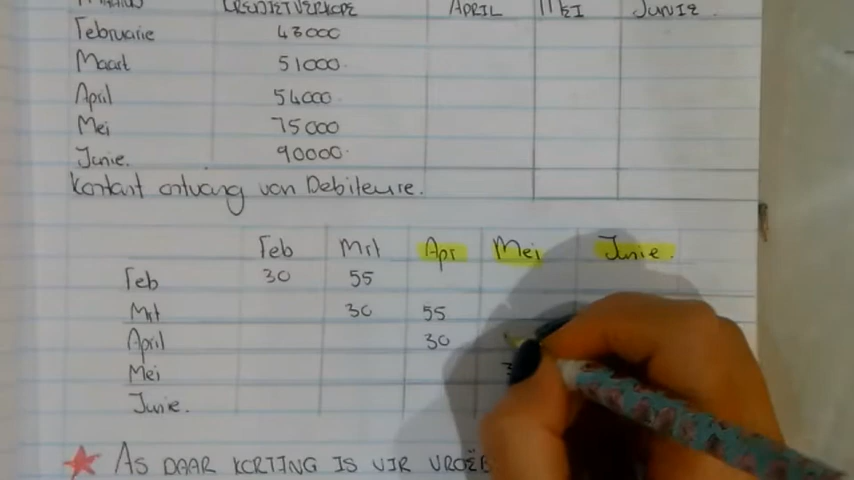 KREDIETVERKOPE APRIL MEI JUNIE
Februarie 43000
Maart 51000
April 54000
Mei 75000
Junie. 90000
Kontant ontvang van Debiteure.
Feb Mrt Apr Mei Junie.
Feb 30 55
Mrt 30 55
April 30
Mei
Junie.
AS DAAR KORTING IS VIR VROEË